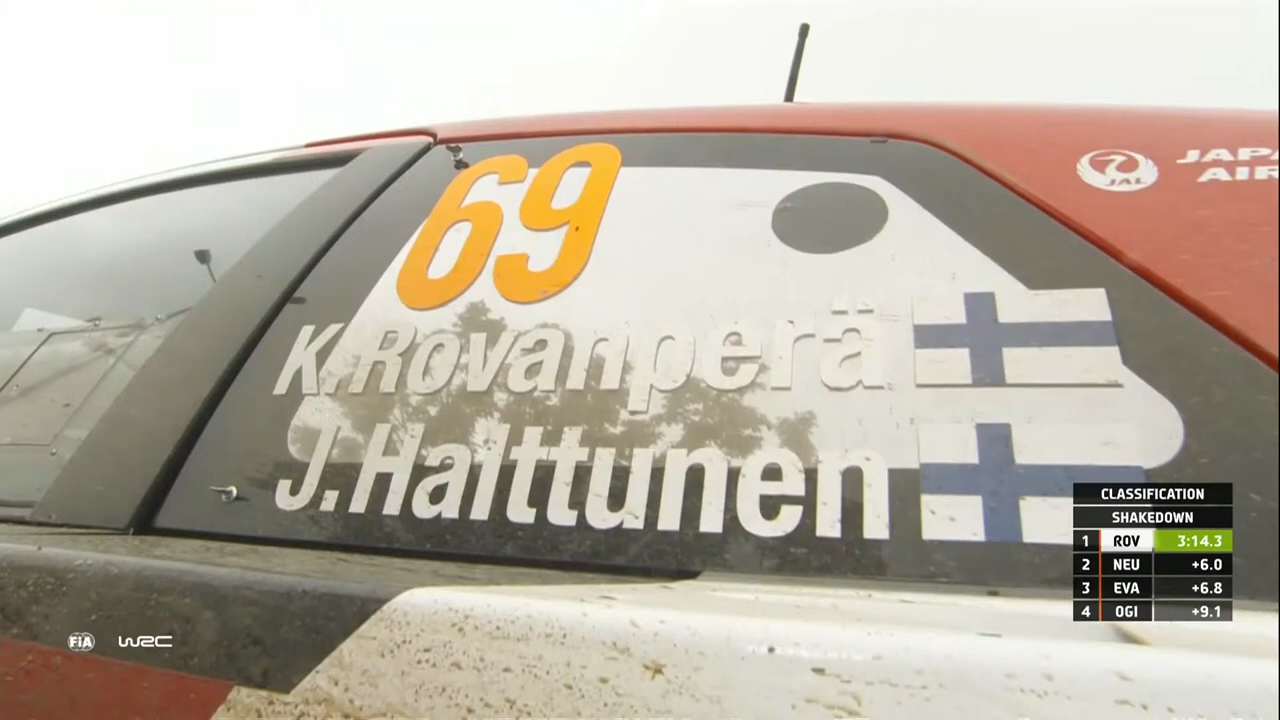 69
K.Rovanperä
J.Halttunen
JAL
JAPA
AIR
CLASSIFICATION
SHAKEDOWN
1 ROV 3:14.3
2 NEU +6.0
3 EVA +6.8
4 OGI +9.1
FIA WRC